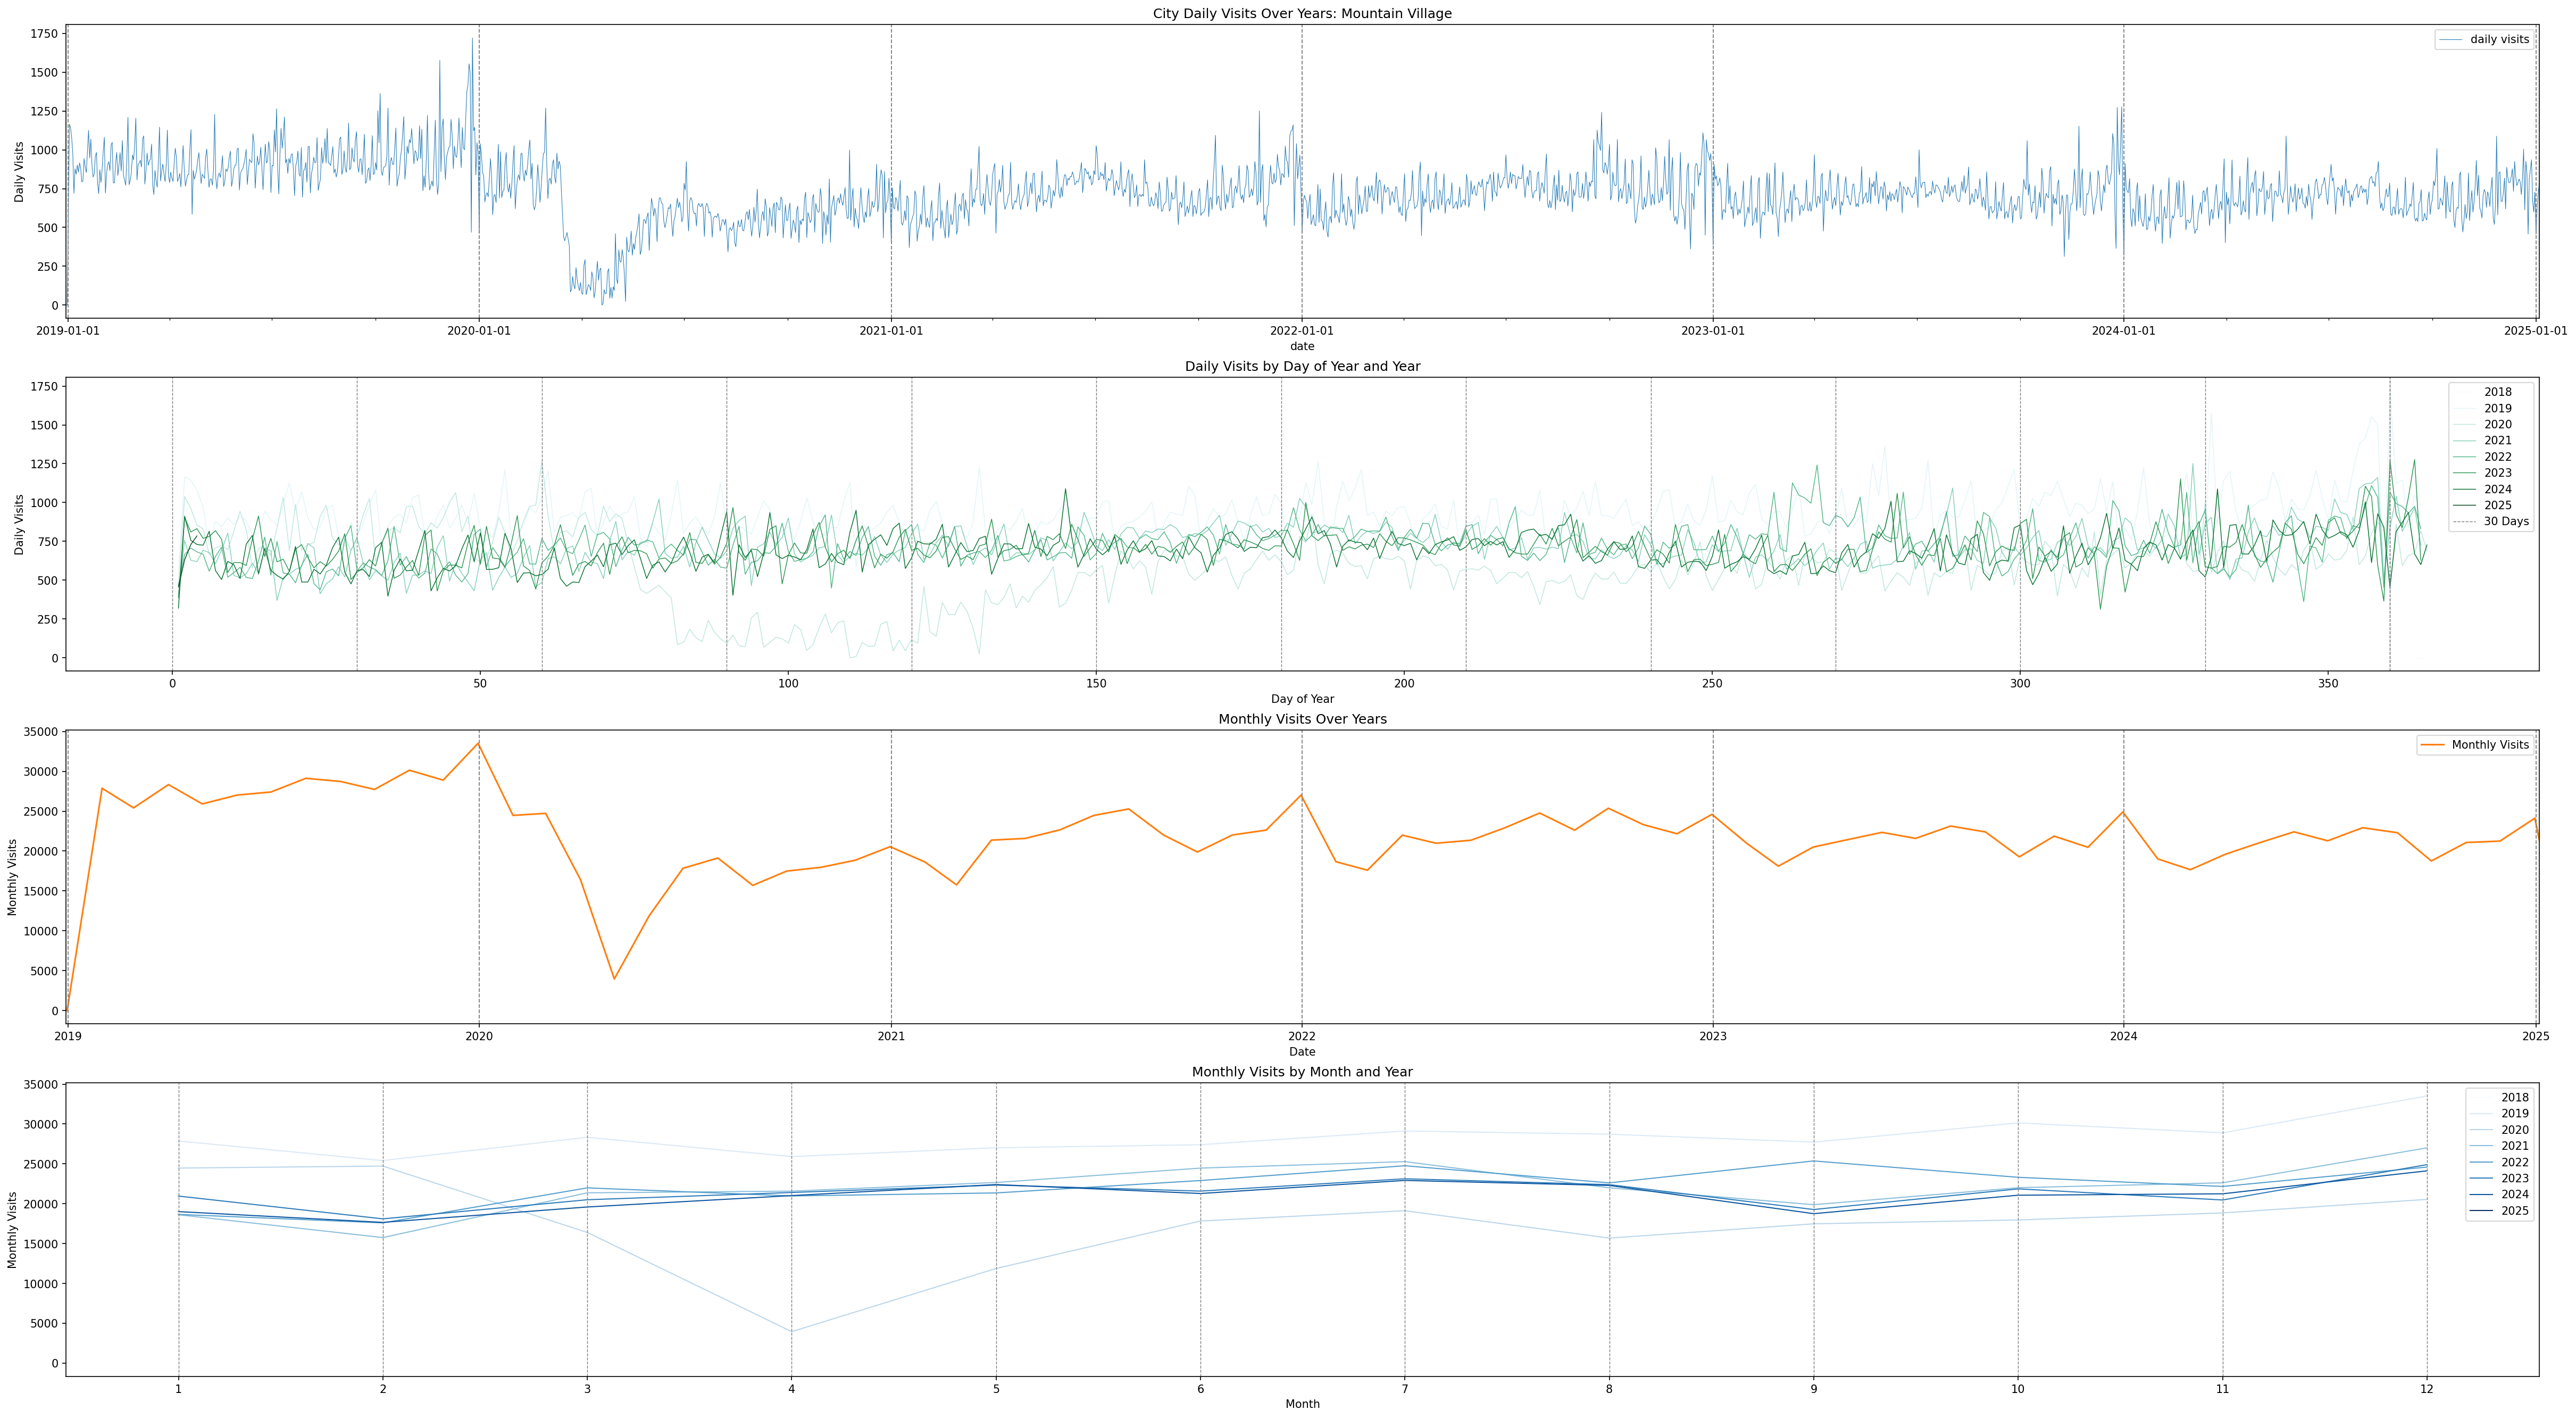 City Daily Visits Over Years: Mountain Village
Daily Visits
1750
1500
1250
1000
750
500
250
0
daily visits
2019-01-01 2020-01-01 2021-01-01 2022-01-01 2023-01-01 2024-01-01 2025-01-01
date
Daily Visits by Day of Year and Year
Daily Visits
1750
1500
1250
1000
750
500
250
0
2018
2019
2020
2021
2022
2023
2024
2025
30 Days
0 50 100 150 200 250 300 350
Day of Year
Monthly Visits Over Years
Monthly Visits
35000
30000
25000
20000
15000
10000
5000
0
Monthly Visits
2019 2020 2021 2022 2023 2024 2025
Date
Monthly Visits by Month and Year
Monthly Visits
35000
30000
25000
20000
15000
10000
5000
0
2018
2019
2020
2021
2022
2023
2024
2025
1 2 3 4 5 6 7 8 9 10 11 12
Month